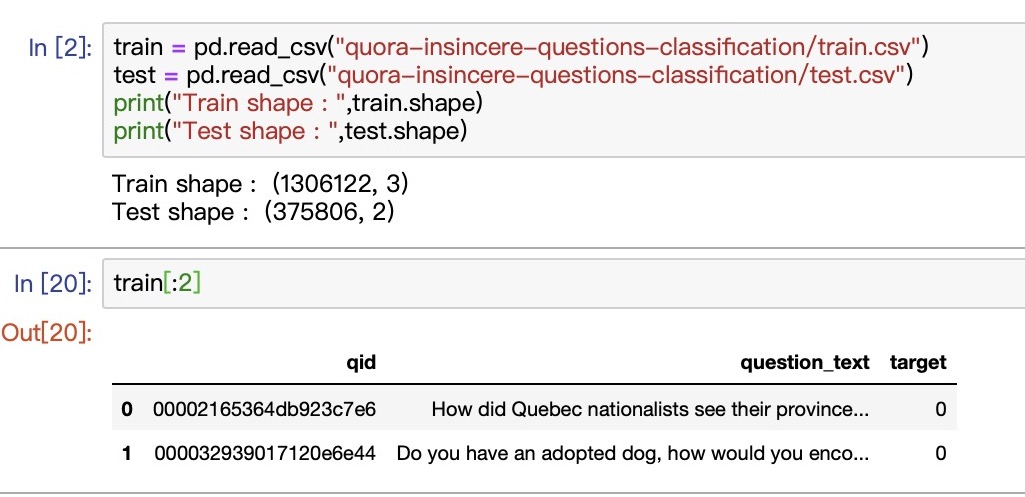 In [2]: train = pd.read_csv("quora-insincere-questions-classification/train.csv")
test = pd.read_csv("quora-insincere-questions-classification/test.csv")
print("Train shape : ",train.shape)
print("Test shape : ",test.shape)
Train shape :  (1306122, 3)
Test shape :  (375806, 2)
In [20]: train[:2]
Out[20]:
qid question_text target
0 00002165364db923c7e6 How did Quebec nationalists see their province... 0
1 000032939017120e6e44 Do you have an adopted dog, how would you enco... 0